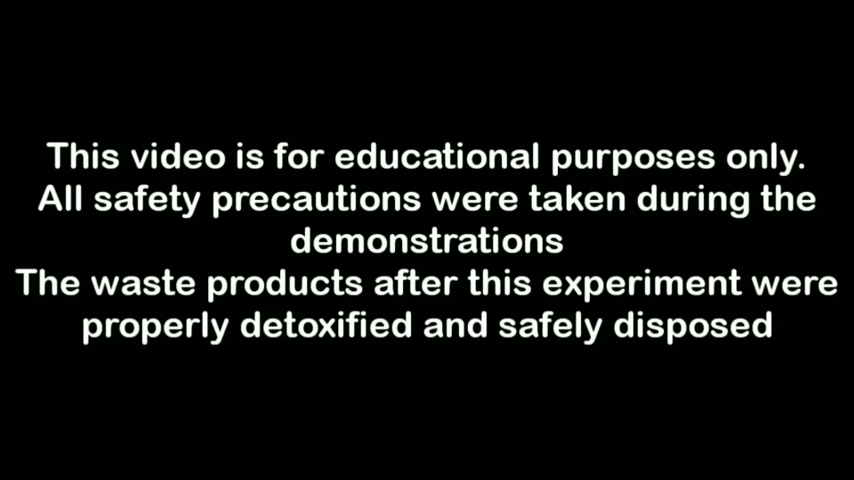 This video is for educational purposes only.
All safety precautions were taken during the
demonstrations
The waste products after this experiment were
properly detoxified and safely disposed